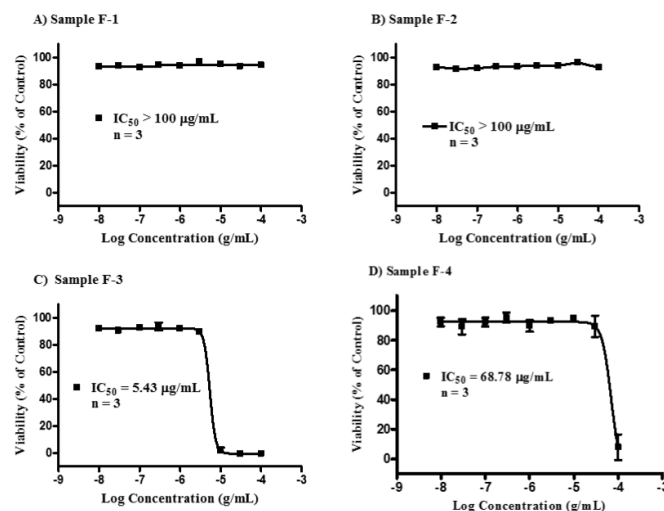 A) Sample F-1
100
80
60
40
20
0
Viability (% of Control)
IC50 > 100 µg/mL
n = 3
-9 -8 -7 -6 -5 -4 -3
Log Concentration (g/mL)
B) Sample F-2
100
80
60
40
20
0
Viability (% of Control)
IC50 > 100 µg/mL
n = 3
-9 -8 -7 -6 -5 -4 -3
Log Concentration (g/mL)
C) Sample F-3
100
80
60
40
20
0
Viability (% of Control)
IC50 = 5.43 µg/mL
n = 3
-9 -8 -7 -6 -5 -4 -3
Log Concentration (g/mL)
D) Sample F-4
100
80
60
40
20
0
Viability (% of Control)
IC50 = 68.78 µg/mL
n = 3
-9 -8 -7 -6 -5 -4 -3
Log Concentration (g/mL)